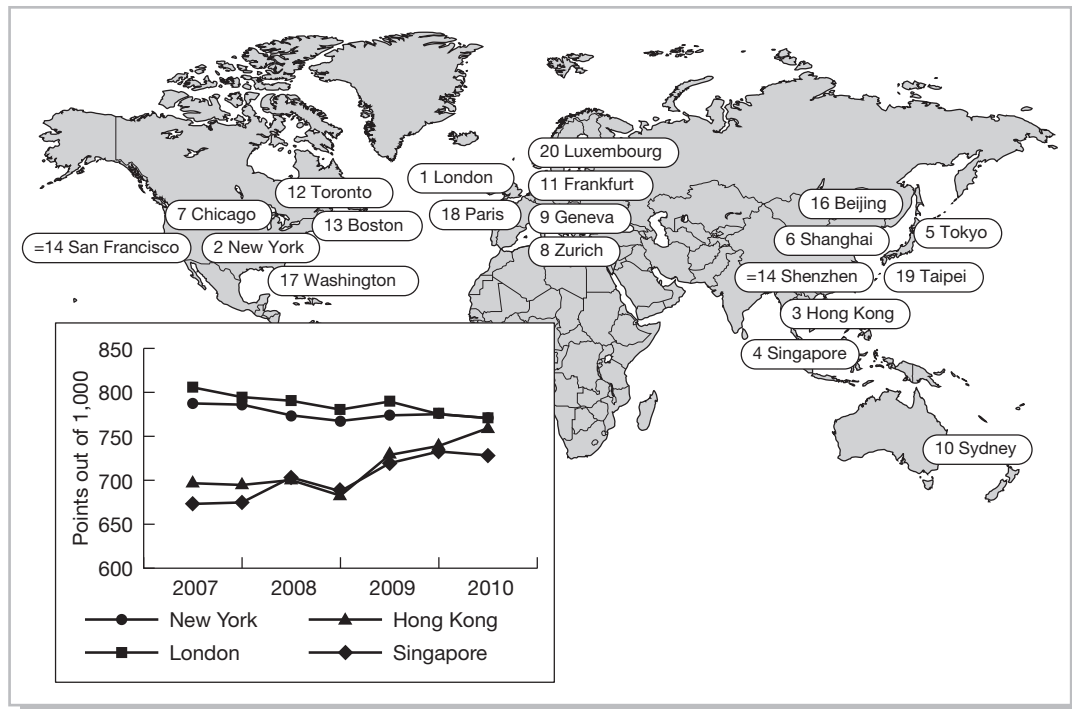 20 Luxembourg
1 London
11 Frankfurt
12 Toronto
16 Beijing
7 Chicago
18 Paris
9 Geneva
13 Boston
6 Shanghai
5 Tokyo
=14 San Francisco
2 New York
8 Zurich
17 Washington
=14 Shenzhen
19 Taipei
3 Hong Kong
4 Singapore
10 Sydney
Points out of 1,000
850
800
750
700
650
600
2007 2008 2009 2010
New York
Hong Kong
London
Singapore